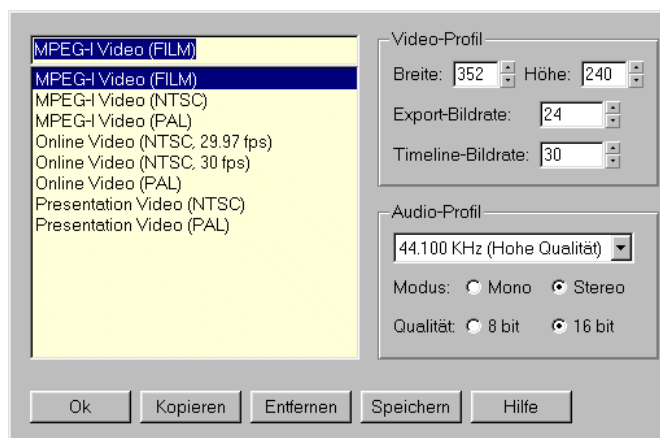 MPEG-I Video (FILM)
MPEG-I Video (FILM)
MPEG-I Video (NTSC)
MPEG-I Video (PAL)
Online Video (NTSC, 29.97 fps)
Online Video (NTSC, 30 fps)
Online Video (PAL)
Presentation Video (NTSC)
Presentation Video (PAL)
Video-Profil
Breite: 352 Höhe: 240
Export-Bildrate: 24
Timeline-Bildrate: 30
Audio-Profil
44.100 KHz (Hohe Qualität)
Modus: Mono Stereo
Qualität: 8 bit 16 bit
Ok Kopieren Entfernen Speichern Hilfe